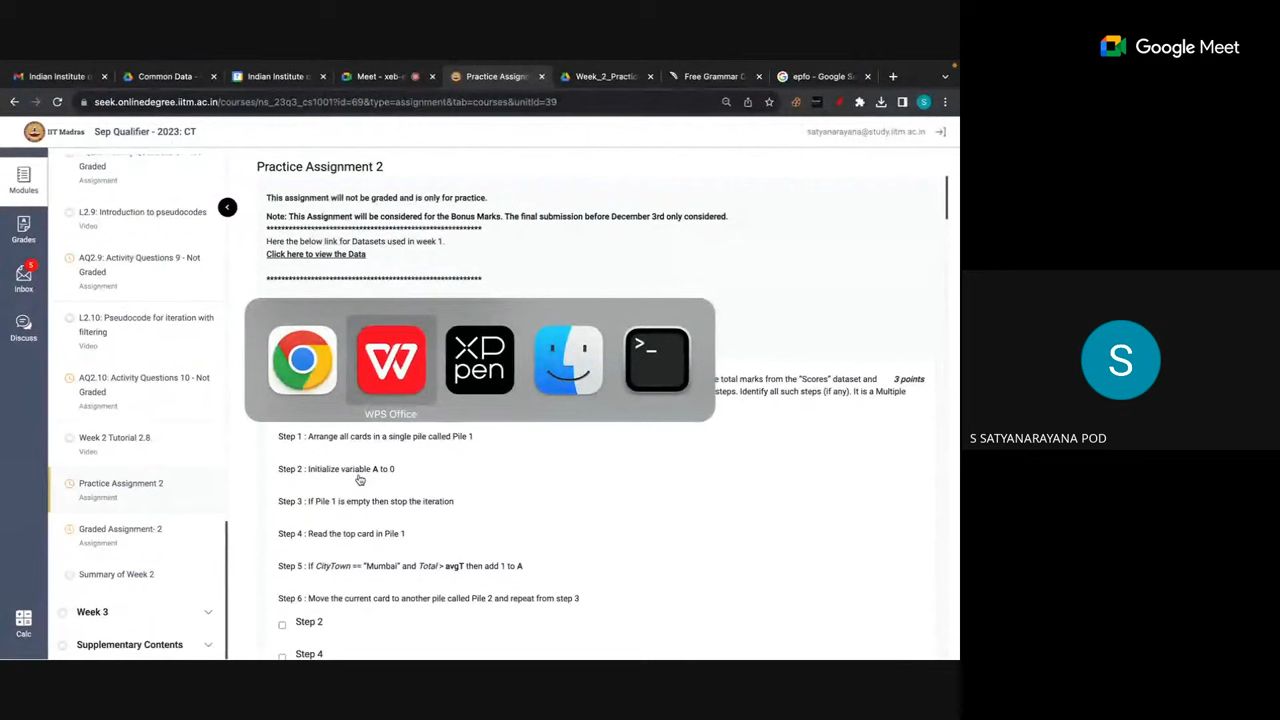 Google Meet
Indian Institute o
Common Data -
Indian Institute o
Meet - xeb-e
Practice Assign
Week_2_Practic
Free Grammar C
epfo - Google Se
seek.onlinedegree.iitm.ac.in/courses/ns_23q3_cs1001?id=69&type=assignment&tab=courses&unitId=39
S
IIT Madras
Sep Qualifier - 2023: CT
satyanarayana@study.iitm.ac.in
Modules
Grades
5
Inbox
Discuss
Calc
Graded
Assignment
L2.9: Introduction to pseudocodes
Video
AQ2.9: Activity Questions 9 - Not
Graded
Assignment
L2.10: Pseudocode for iteration with
filtering
Video
AQ2.10: Activity Questions 10 - Not
Graded
Assignment
Week 2 Tutorial 2.8
Video
Practice Assignment 2
Assignment
Graded Assignment- 2
Assignment
Summary of Week 2
Week 3
Supplementary Contents
Practice Assignment 2
This assignment will not be graded and is only for practice.
Note: This Assignment will be considered for the Bonus Marks. The final submission before December 3rd only considered.
Here the below link for Datasets used in week 1.
Click here to view the Data
XP
pen
>_
WPS Office
e total marks from the "Scores" dataset and
3 points
steps. Identify all such steps (if any). It is a Multiple
Step 1 : Arrange all cards in a single pile called Pile 1
Step 2 : Initialize variable A to 0
Step 3 : If Pile 1 is empty then stop the iteration
Step 4 : Read the top card in Pile 1
Step 5 : If CityTown == "Mumbai" and Total > avgT then add 1 to A
Step 6 : Move the current card to another pile called Pile 2 and repeat from step 3
Step 2
Step 4
S
S SATYANARAYANA POD